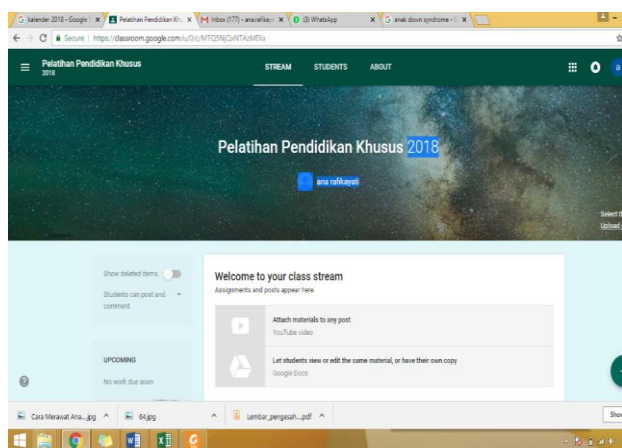 kalender 2018 - Google
Pelatihan Pendidikan Kh
Inbox (177) - ana.rafikay
(3) WhatsApp
anak down syndrome -
Secure
https://classroom.google.com/u/0/c/
Pelatihan Pendidikan Khusus
2018
STREAM
STUDENTS
ABOUT
Pelatihan Pendidikan Khusus 2018
ana rafikayati
Select
Upload
Show deleted items
Students can post and
comment
Welcome to your class stream
Assignments and posts appear here.
Attach materials to any post
YouTube video
Let students view or edit the same material, or have their own copy
Google Docs
UPCOMING
No work due soon
Cara Merawat Ana....jpg
64.jpg
Lembar_pengesah....pdf
Show